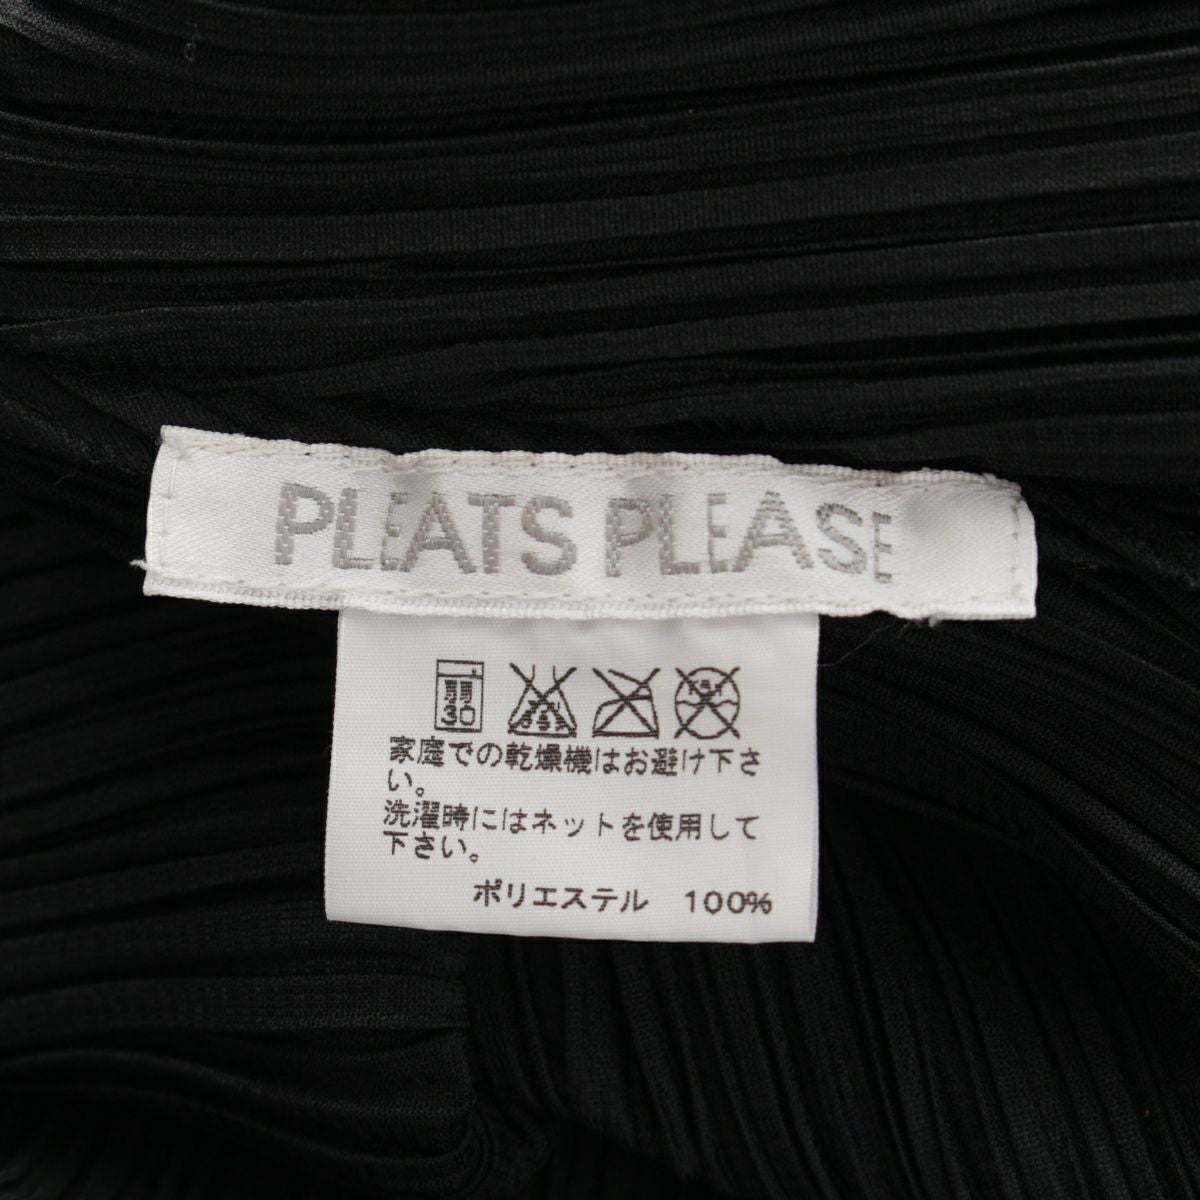 PLEATS PLEASE
弱
30
家庭での乾燥機はお避け下さ
い。
洗濯時にはネットを使用して
下さい。
ポリエステル 100%